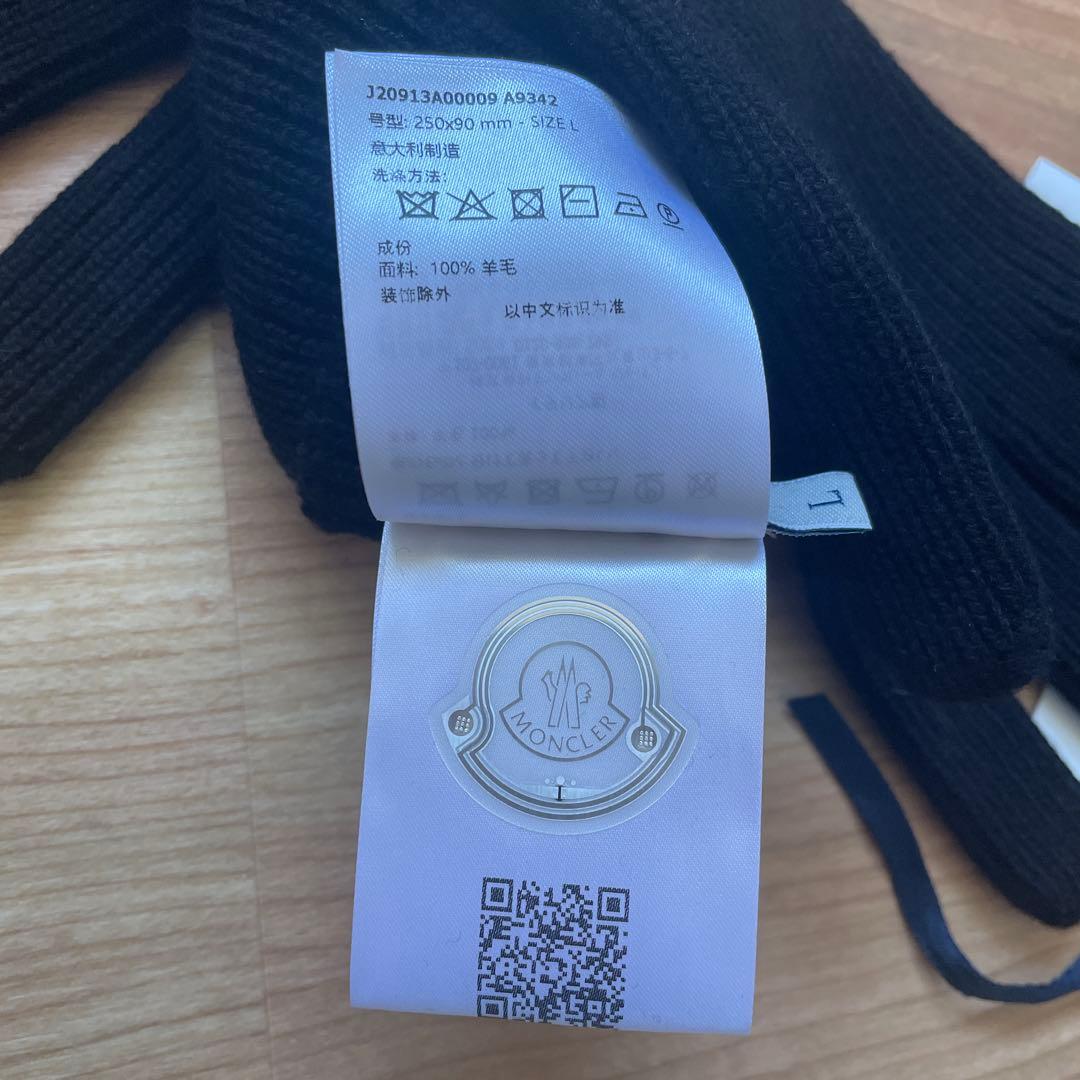 J20913A00009 A9342
号型: 250x90 mm - SIZE L
意大利制造
洗涤方法:
P
成份
面料: 100% 羊毛
装饰除外
以中文标识为准
L
MONCLER